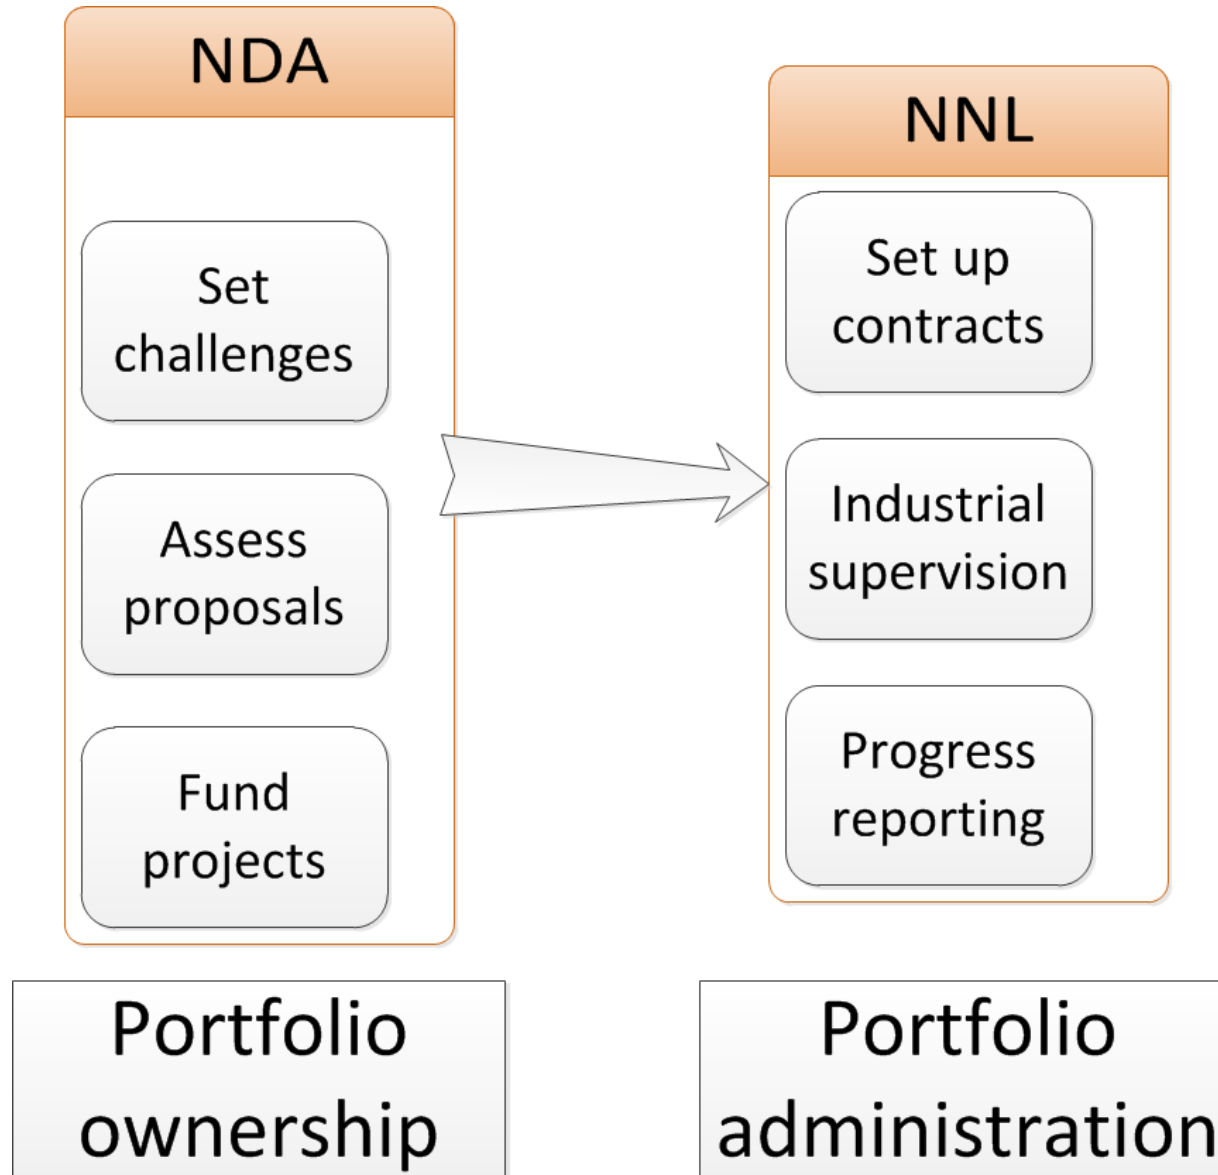 NDA
Set
challenges
Assess
proposals
Fund
projects
Portfolio
ownership
NNL
Set up
contracts
Industrial
supervision
Progress
reporting
Portfolio
administration